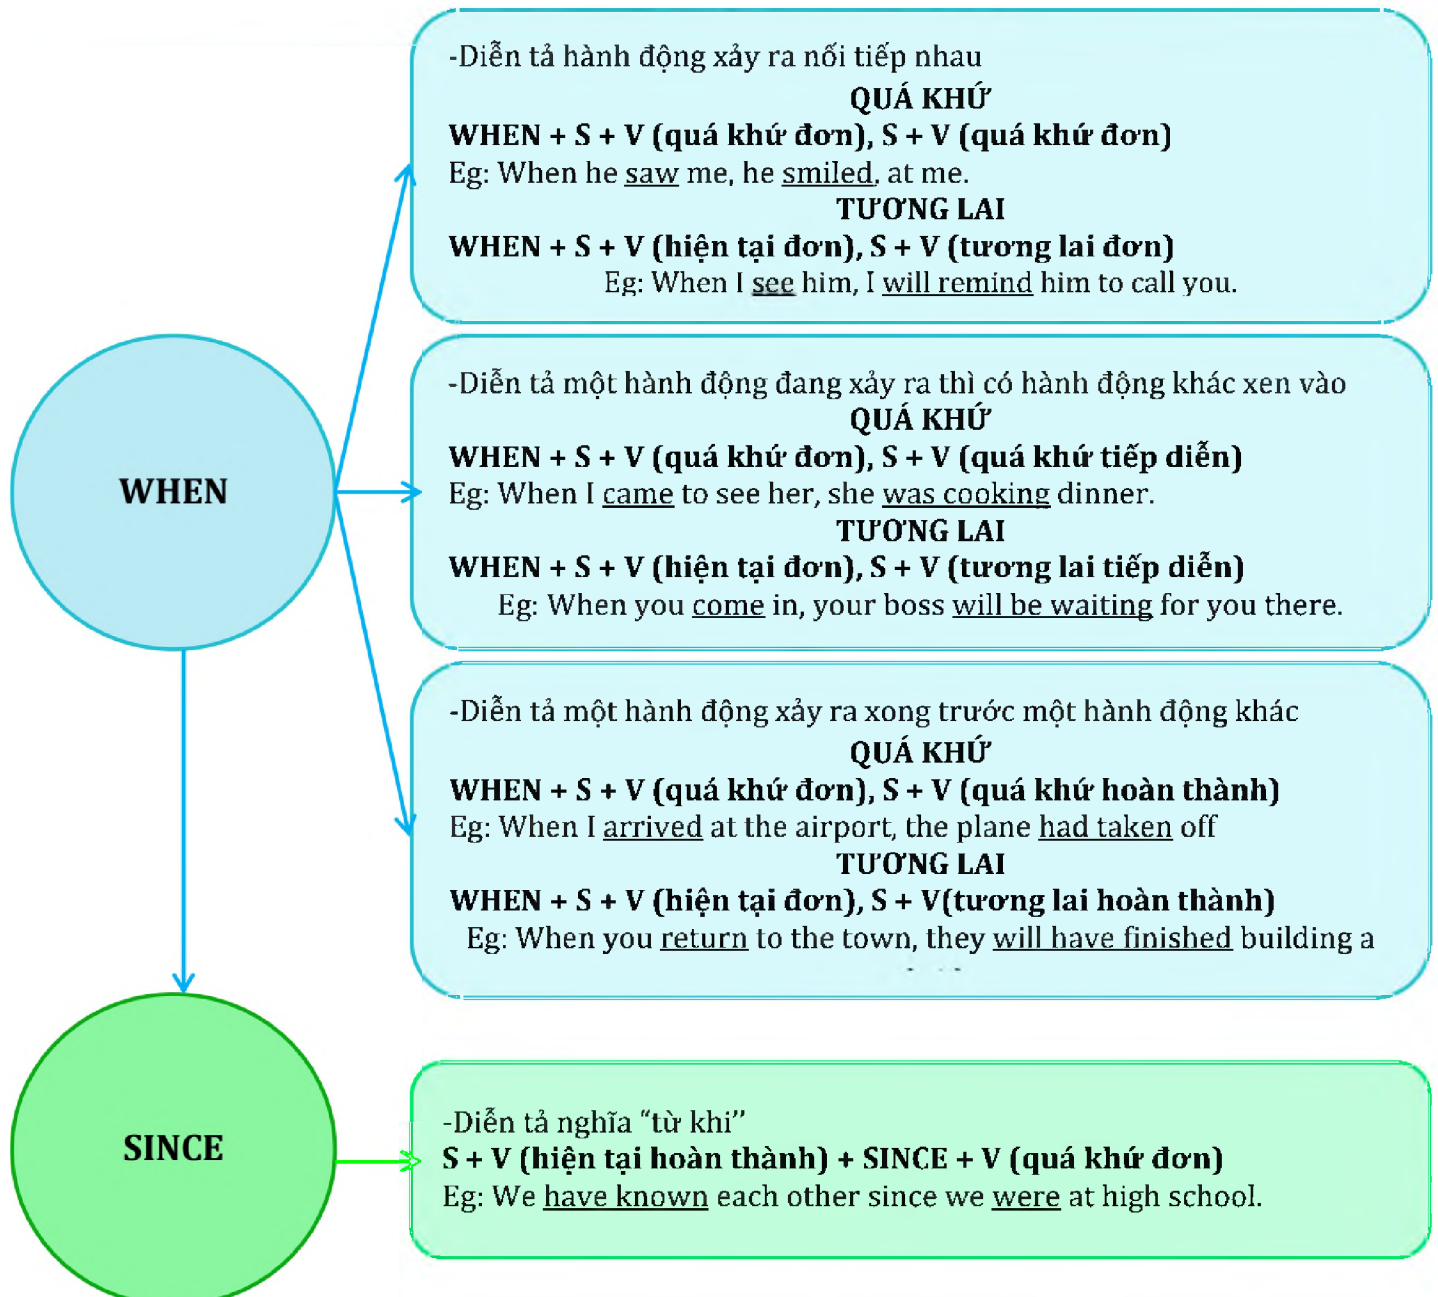 -Diễn tả hành động xảy ra nối tiếp nhau
QUÁ KHỨ
WHEN + S + V (quá khứ đơn), S + V (quá khứ đơn)
Eg: When he saw me, he smiled, at me.
TƯƠNG LAI
WHEN + S + V (hiện tại đơn), S + V (tương lai đơn)
Eg: When I see him, I will remind him to call you.
WHEN
-Diễn tả một hành động đang xảy ra thì có hành động khác xen vào
QUÁ KHỨ
WHEN + S + V (quá khứ đơn), S + V (quá khứ tiếp diễn)
Eg: When I came to see her, she was cooking dinner.
TƯƠNG LAI
WHEN + S + V (hiện tại đơn), S + V (tương lai tiếp diễn)
Eg: When you come in, your boss will be waiting for you there.
-Diễn tả một hành động xảy ra xong trước một hành động khác
QUÁ KHỨ
WHEN + S + V (quá khứ đơn), S + V (quá khứ hoàn thành)
Eg: When I arrived at the airport, the plane had taken off
TƯƠNG LAI
WHEN + S + V (hiện tại đơn), S + V(tương lai hoàn thành)
Eg: When you return to the town, they will have finished building a
SINCE
-Diễn tả nghĩa “từ khi’’
S + V (hiện tại hoàn thành) + SINCE + V (quá khứ đơn)
Eg: We have known each other since we were at high school.